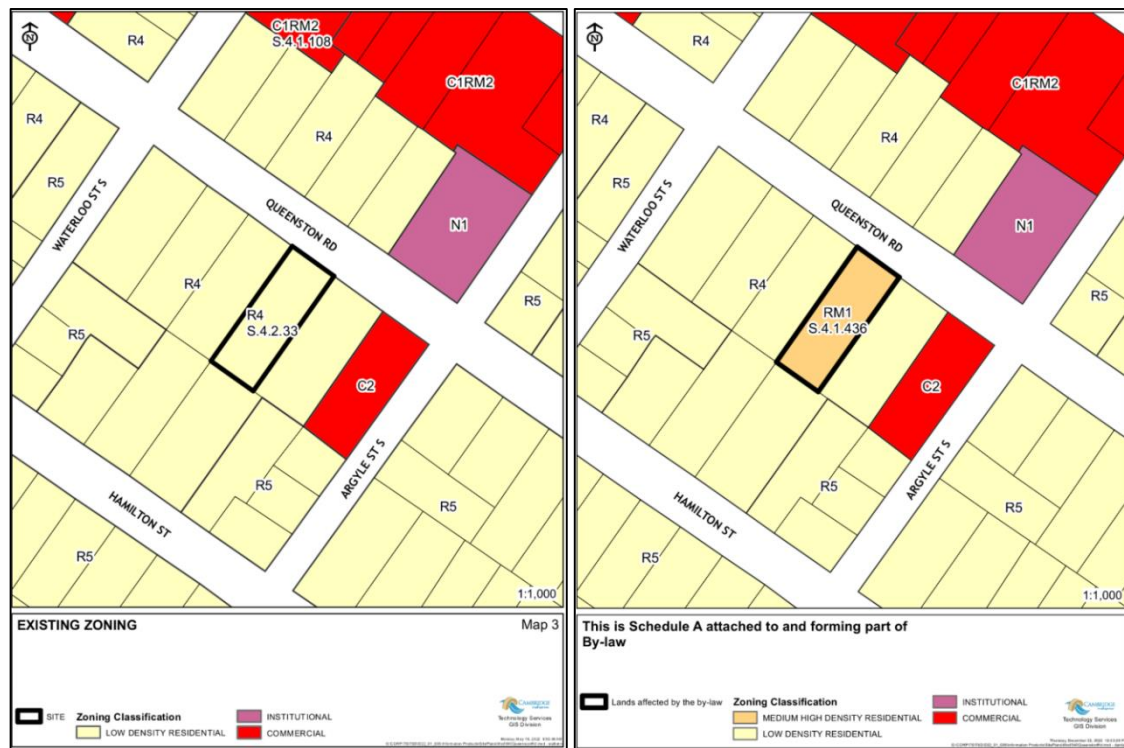 N
R4
C1RM2
S.4.1.108
C1RM2
R4
R4
R5
WATERLOO ST S
QUEENSTON RD
N1
R4
R4
S.4.2.33
R5
R5
C2
ARGYLE ST S
R5
R5
HAMILTON ST
R5
1:1,000
EXISTING ZONING
Map 3
SITE
Zoning Classification
LOW DENSITY RESIDENTIAL
INSTITUTIONAL
COMMERCIAL
CAMBRIDGE
Technology Services
GIS Division
N
R4
C1RM2
R4
R4
R5
WATERLOO ST S
QUEENSTON RD
N1
R4
RM1
S.4.1.436
R5
R5
C2
ARGYLE ST S
R5
R5
HAMILTON ST
R5
1:1,000
This is Schedule A attached to and forming part of
By-law
Lands affected by the by-law
Zoning Classification
MEDIUM HIGH DENSITY RESIDENTIAL
LOW DENSITY RESIDENTIAL
INSTITUTIONAL
COMMERCIAL
CAMBRIDGE
Technology Services
GIS Division